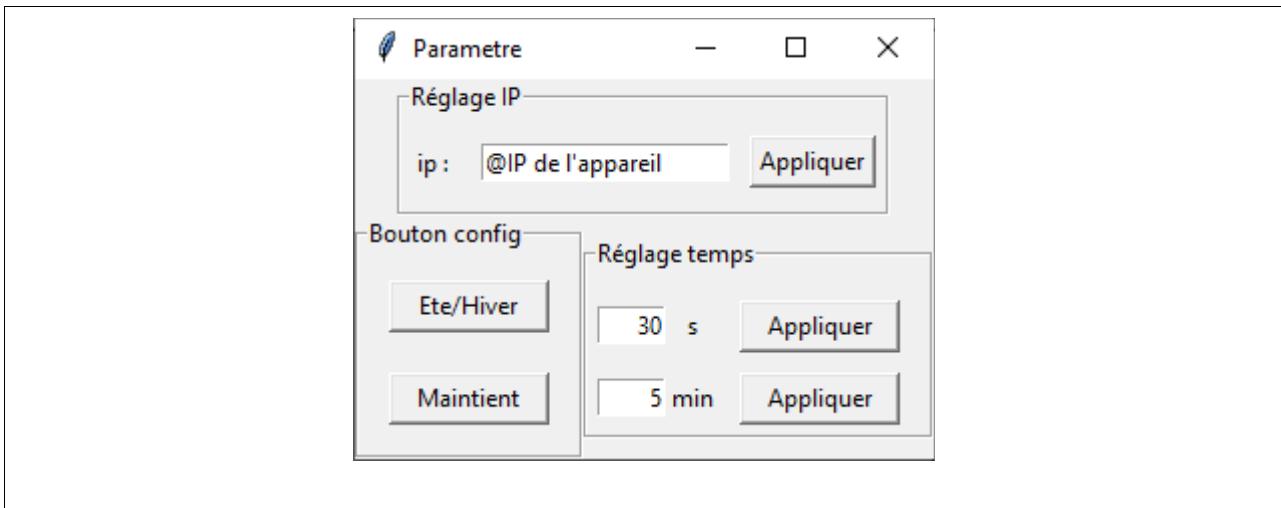 Parametre
Réglage IP
ip : @IP de l'appareil Appliquer
Bouton config
Ete/Hiver
Maintient
Réglage temps
30 s Appliquer
5 min Appliquer